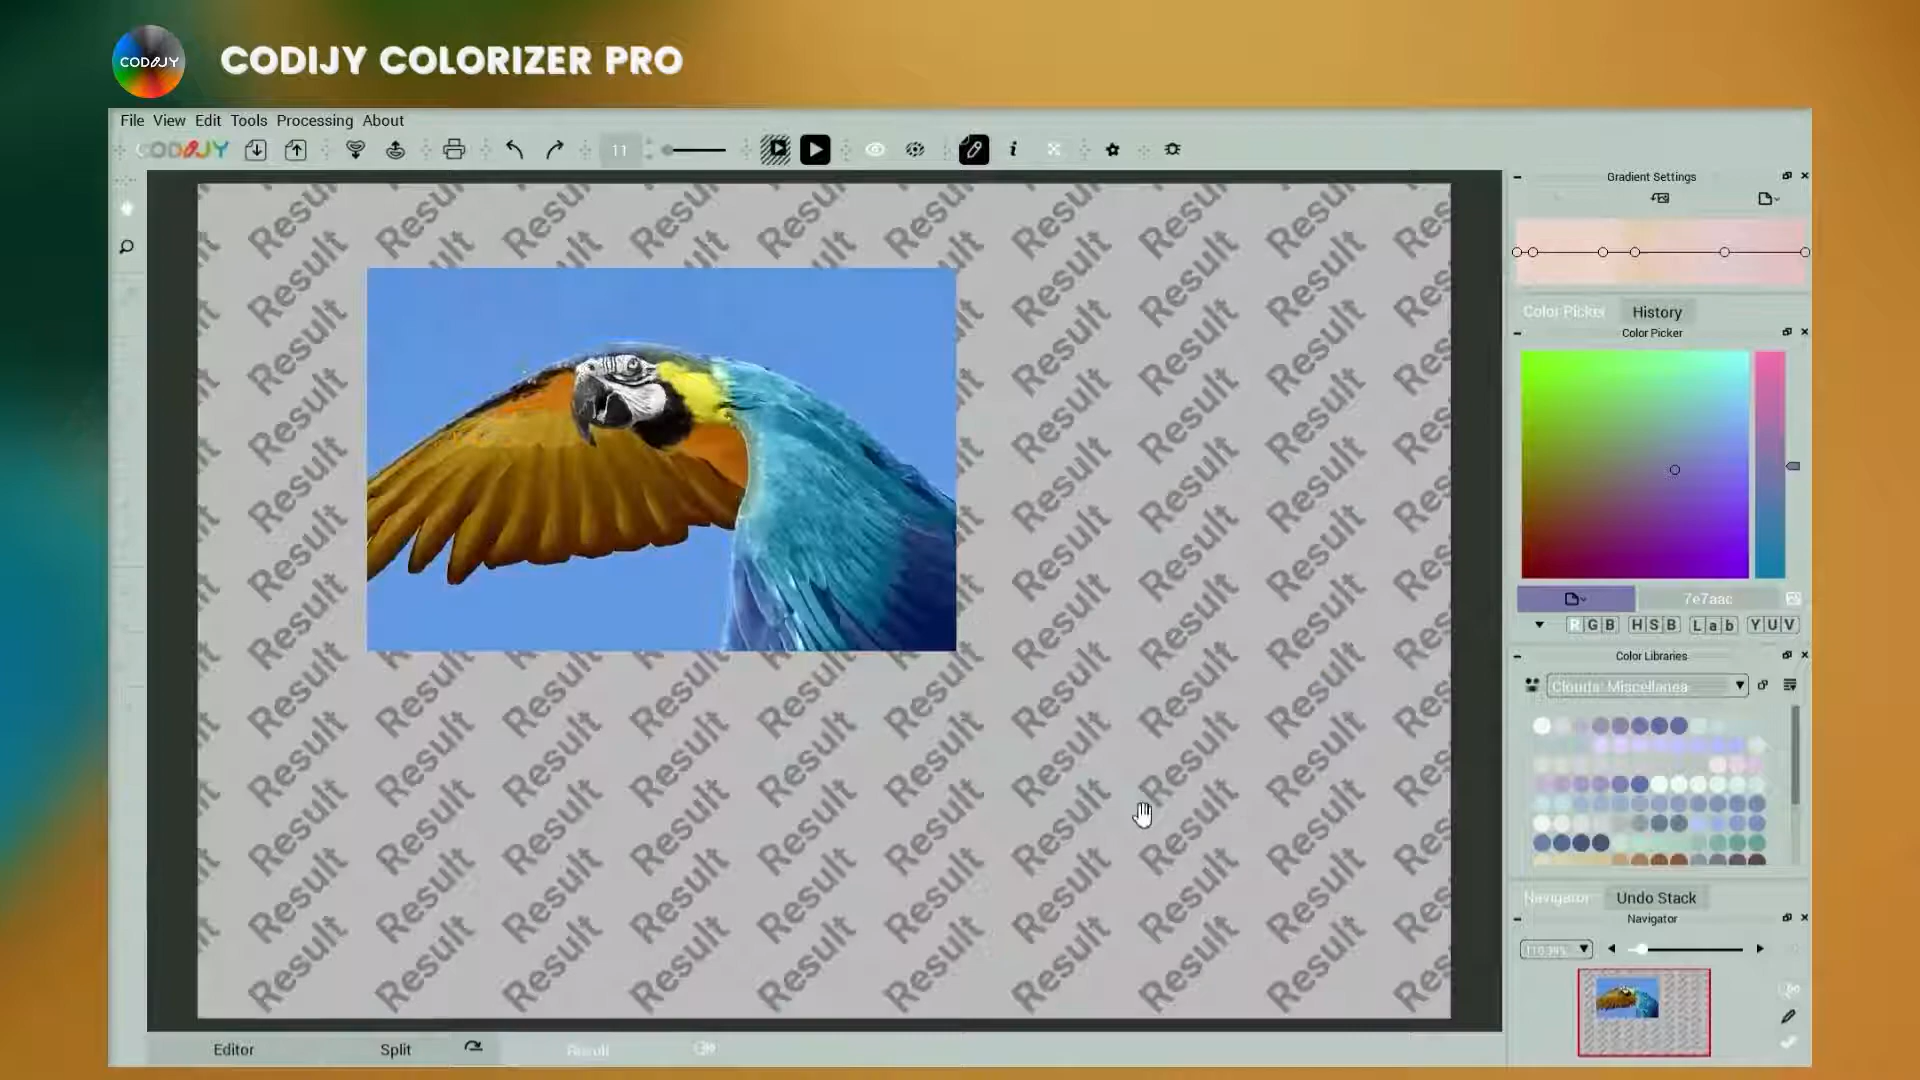 CODIJY
CODIJY COLORIZER PRO
File View Edit Tools Processing About
CODIJY
11
Gradient Settings
Color Picker History
Color Picker
7e7aac
R G B H S B L a b Y U V
Color Libraries
Clouds: Miscellanea
Navigator Undo Stack
Navigator
Result
Editor Split Result